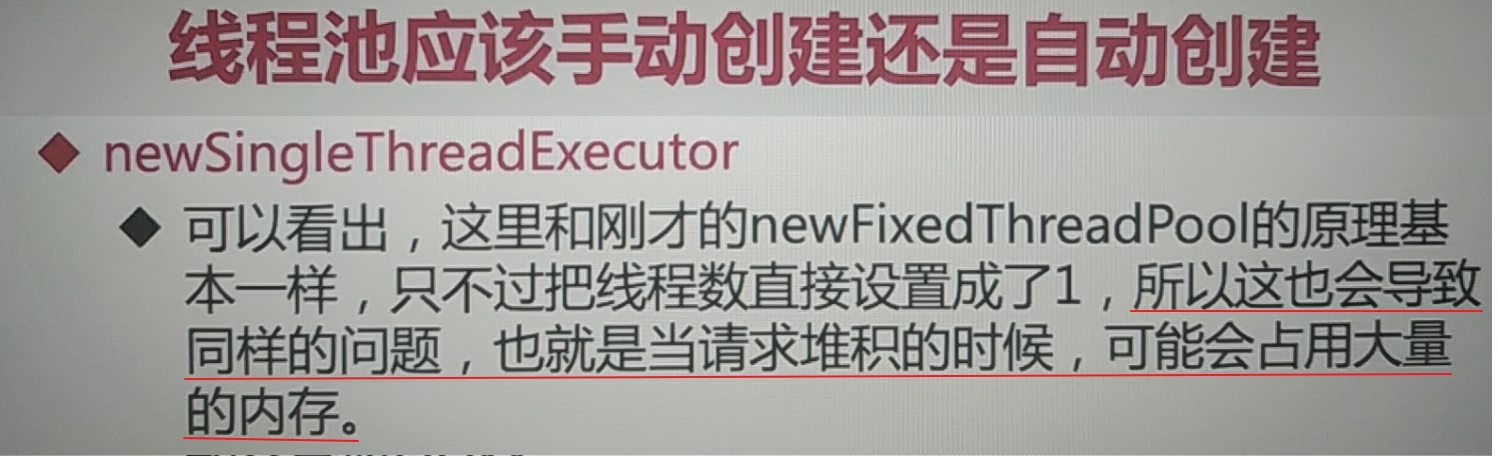 线程池应该手动创建还是自动创建
newSingleThreadExecutor
可以看出，这里和刚才的newFixedThreadPool的原理基
本一样，只不过把线程数直接设置成了1，所以这也会导致
同样的问题，也就是当请求堆积的时候，可能会占用大量
的内存。